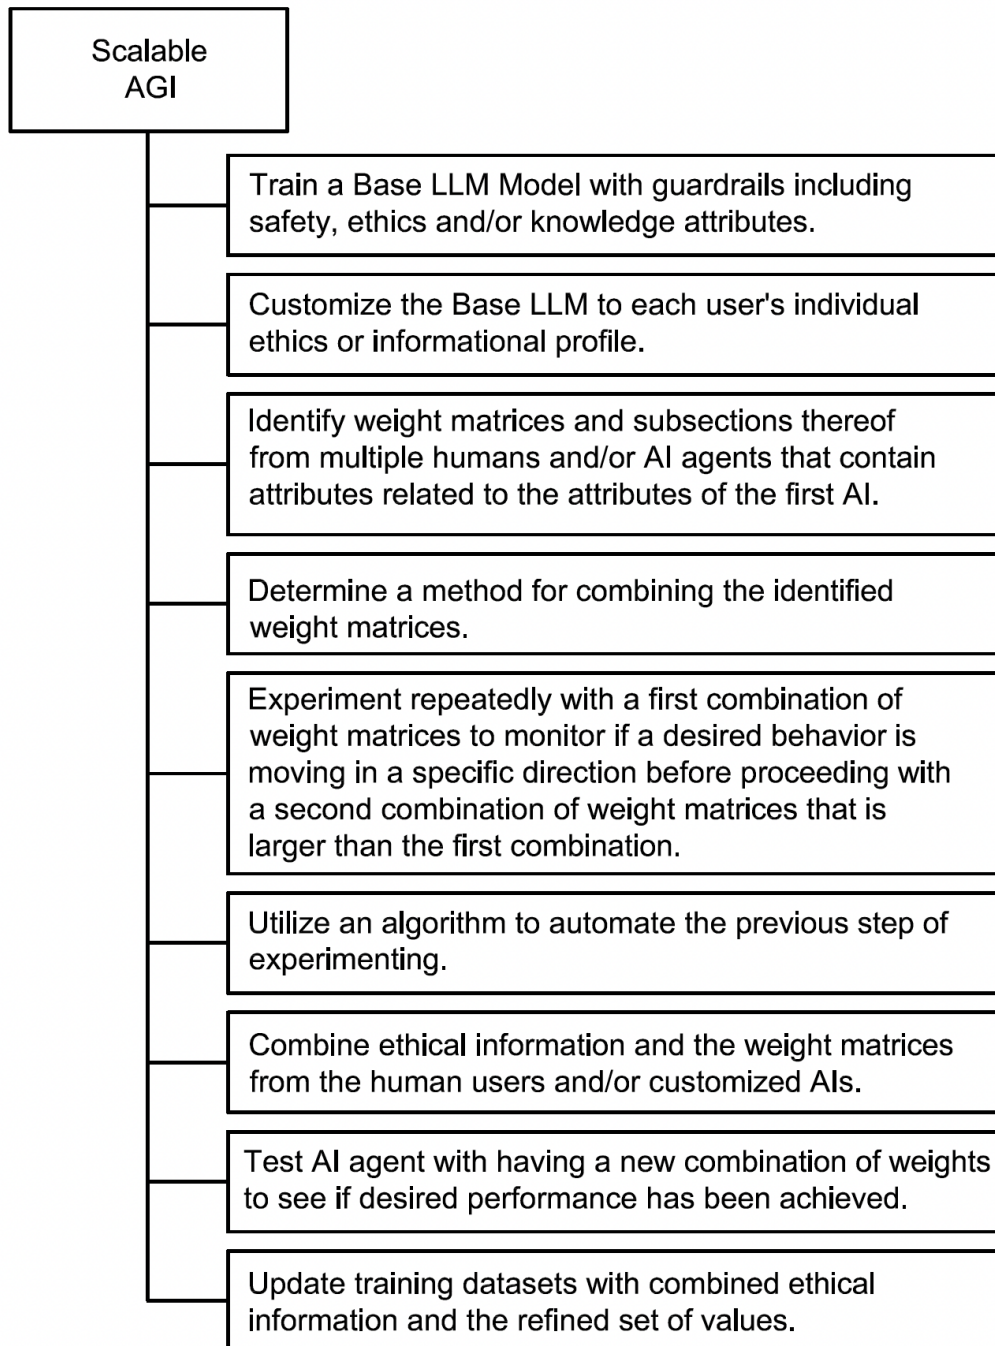 Scalable
AGI
Train a Base LLM Model with guardrails including
safety, ethics and/or knowledge attributes.
Customize the Base LLM to each user's individual
ethics or informational profile.
Identify weight matrices and subsections thereof
from multiple humans and/or AI agents that contain
attributes related to the attributes of the first AI.
Determine a method for combining the identified
weight matrices.
Experiment repeatedly with a first combination of
weight matrices to monitor if a desired behavior is
moving in a specific direction before proceeding with
a second combination of weight matrices that is
larger than the first combination.
Utilize an algorithm to automate the previous step of
experimenting.
Combine ethical information and the weight matrices
from the human users and/or customized AIs.
Test AI agent with having a new combination of weights
to see if desired performance has been achieved.
Update training datasets with combined ethical
information and the refined set of values.